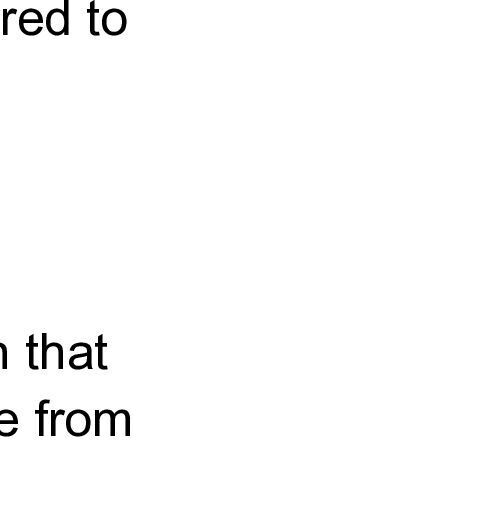 red to
n that
e from